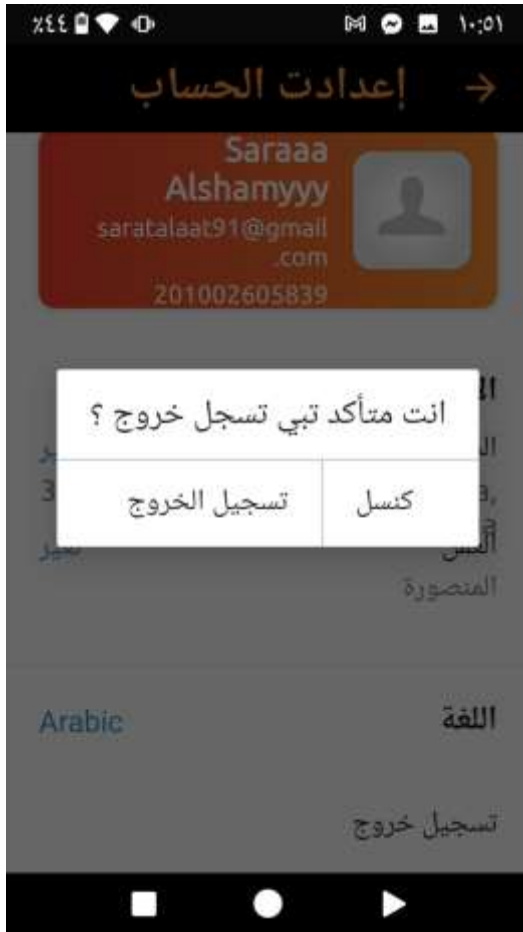 ١٠:٥١
٪٤٤
إعدادت الحساب
Saraaa
Alshamyyy
saratalaat91@gmail
.com
201002605839
انت متأكد تبي تسجل خروج ؟
كنسل
تسجيل الخروج
المنصورة
اللغة
Arabic
تسجيل خروج